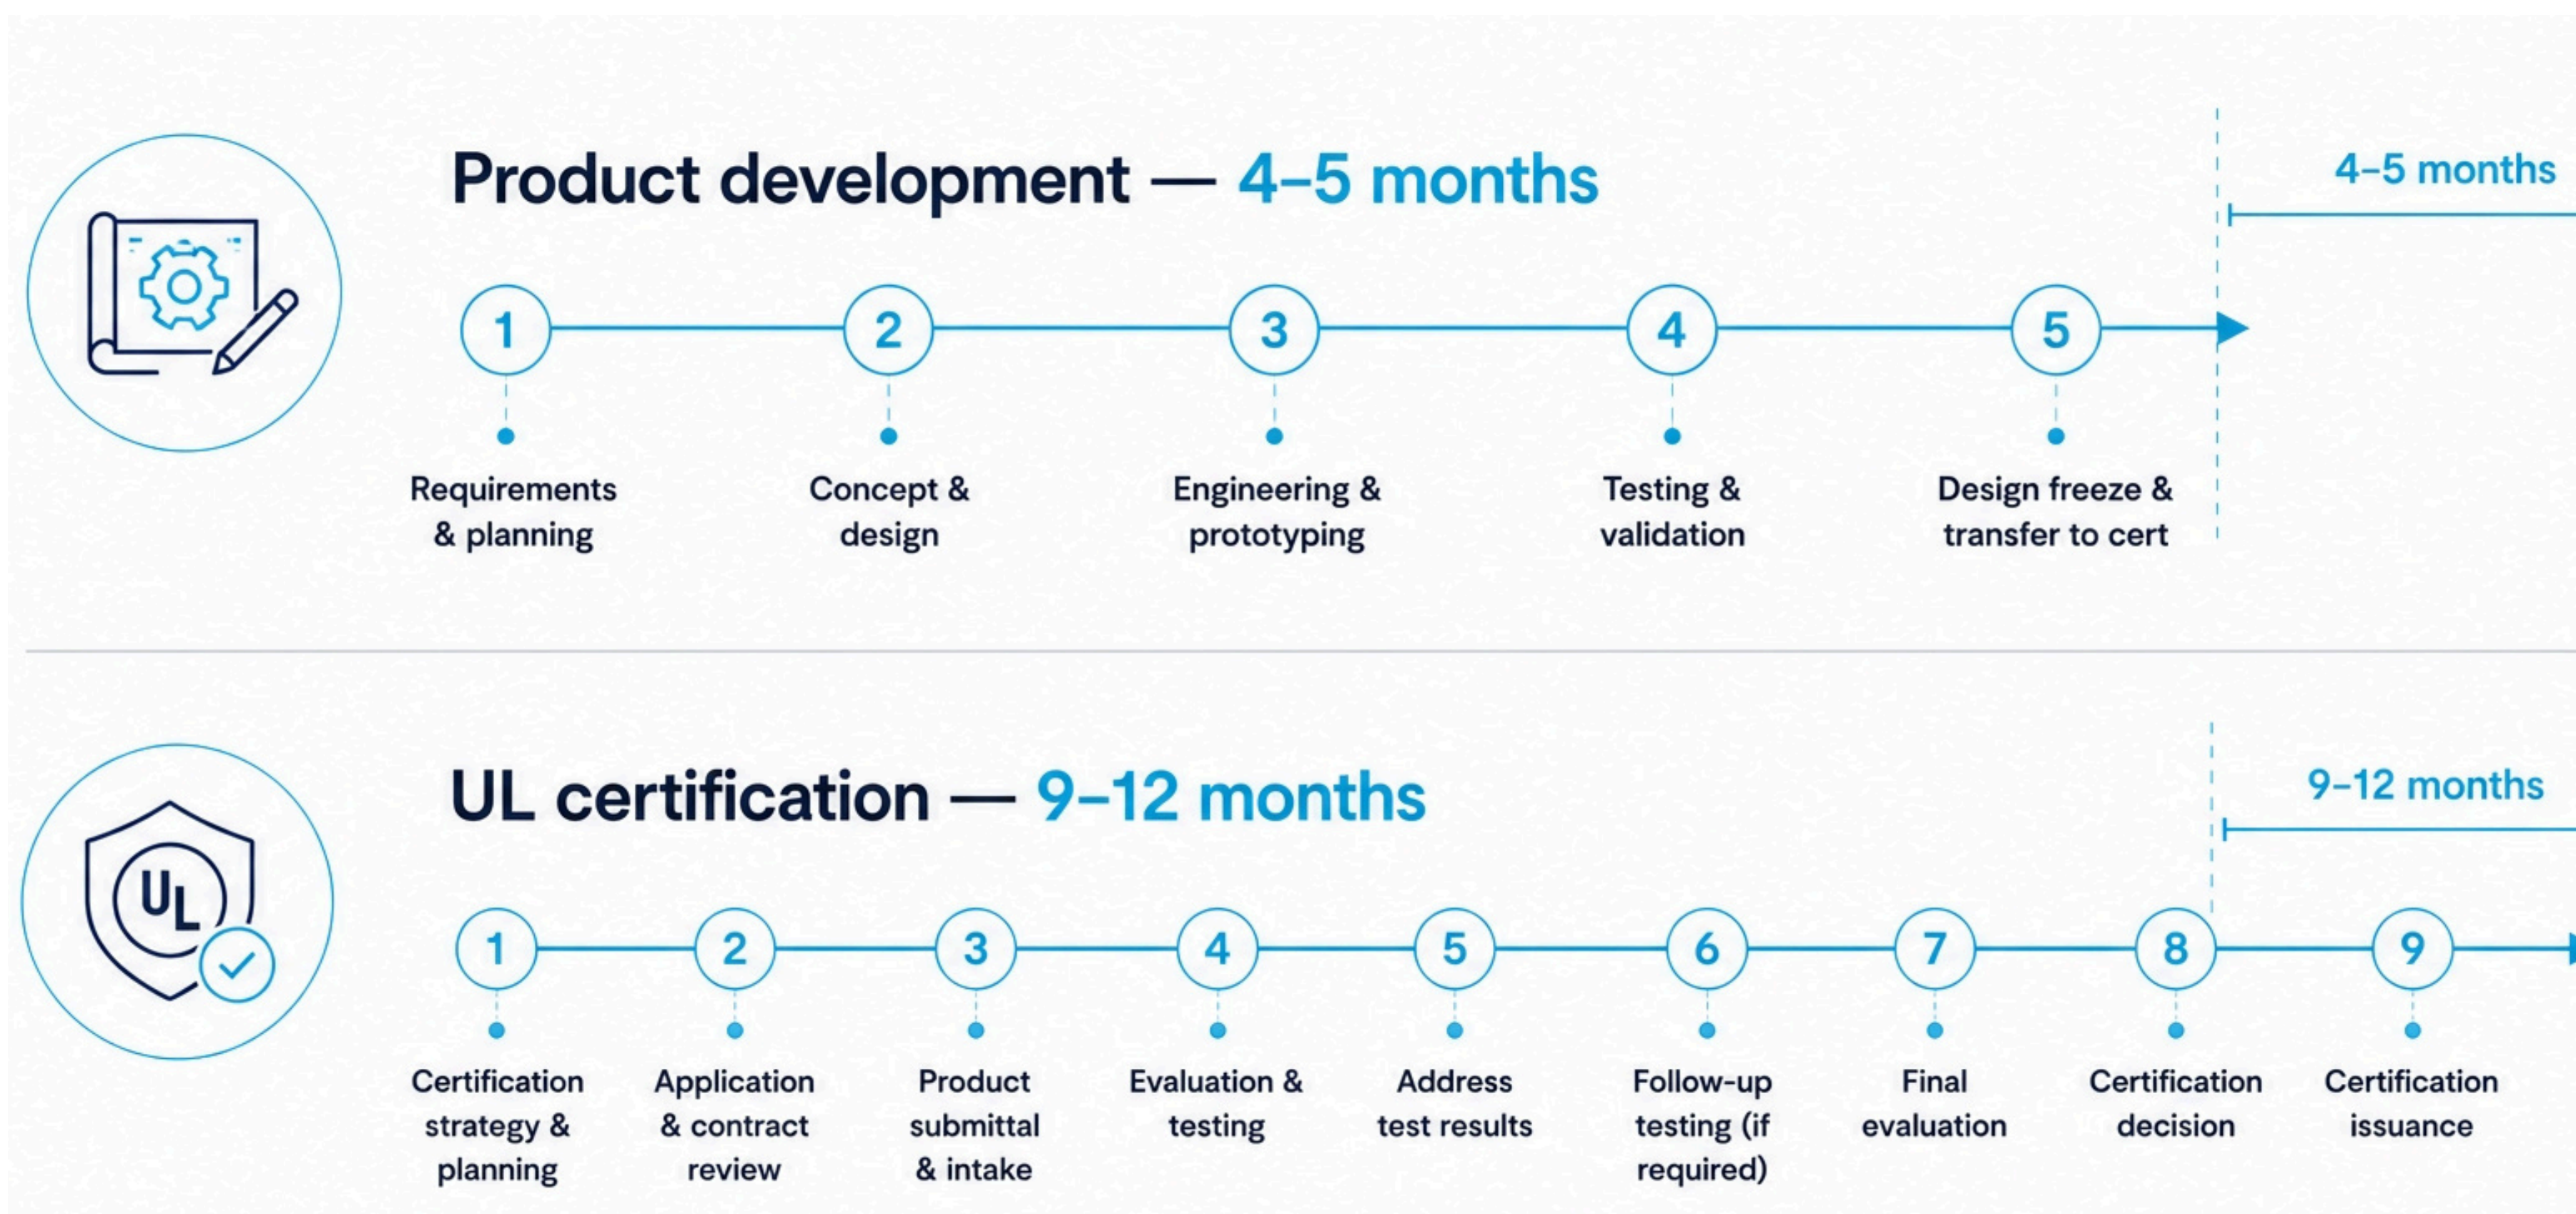 Product development — 4–5 months
4–5 months
1
2
3
4
5
Requirements
& planning
Concept &
design
Engineering &
prototyping
Testing &
validation
Design freeze &
transfer to cert
UL certification — 9–12 months
9–12 months
UL
1
2
3
4
5
6
7
8
9
Certification
strategy &
planning
Application
& contract
review
Product
submittal
& intake
Evaluation &
testing
Address
test results
Follow-up
testing (if
required)
Final
evaluation
Certification
decision
Certification
issuance